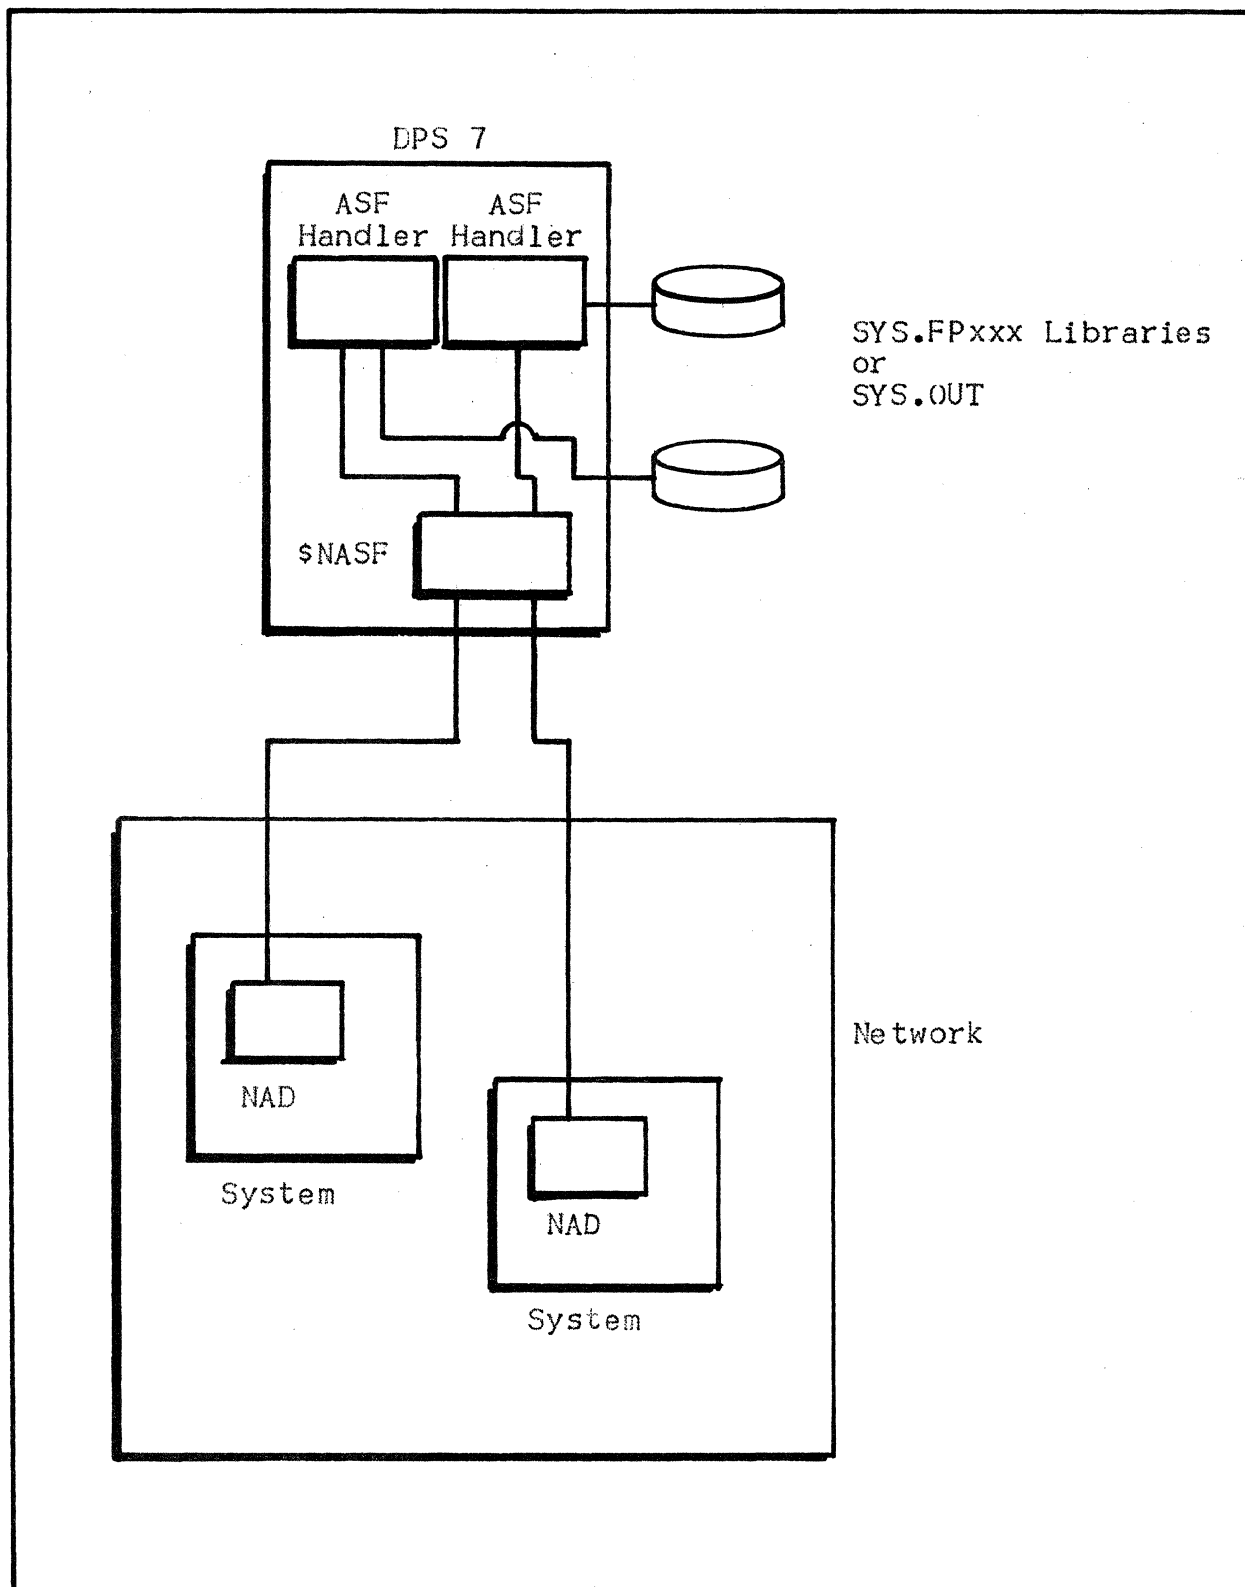 DPS 7
ASF ASF
Handler Handler
SYS.FPxxx Libraries
or
SYS.OUT
$NASF
Network
NAD
System
NAD
System